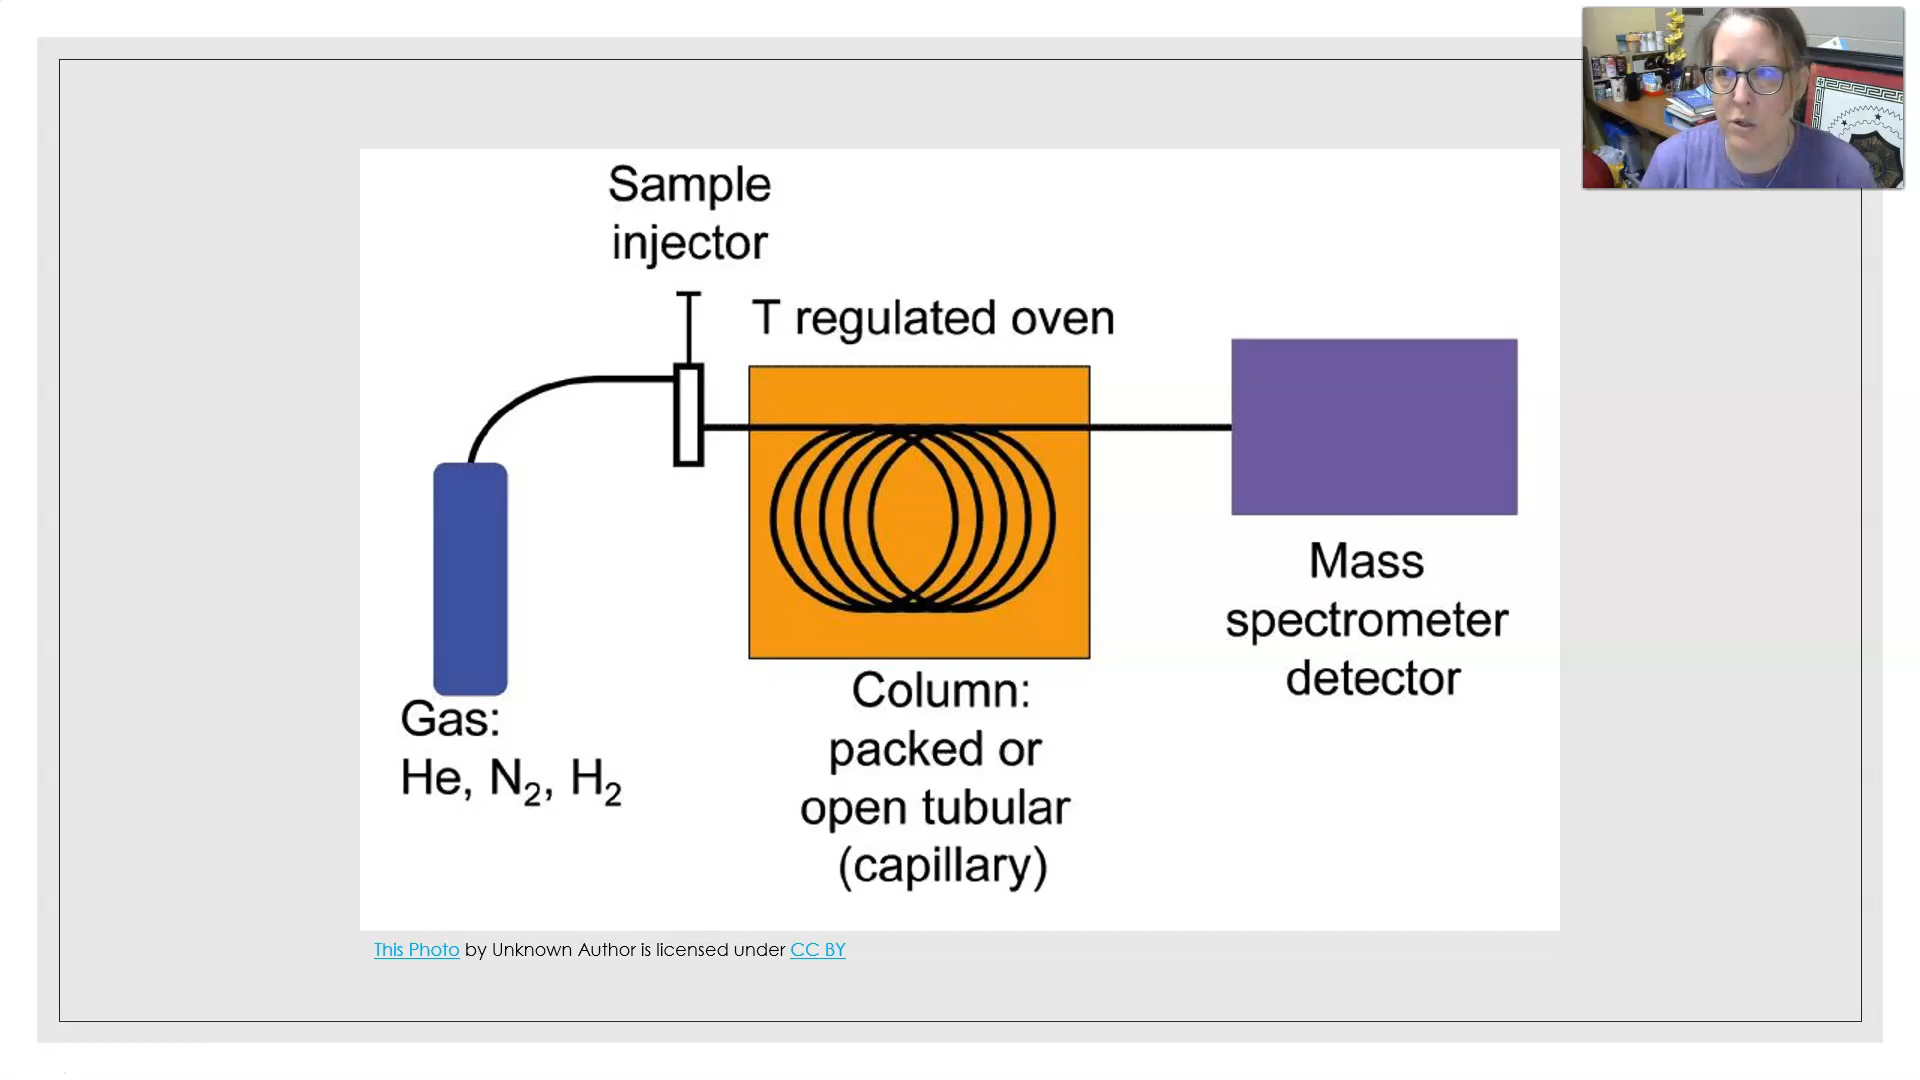 Sample
injector
T regulated oven
Gas:
He, N₂, H₂
Column:
packed or
open tubular
(capillary)
Mass
spectrometer
detector
This Photo by Unknown Author is licensed under CC BY